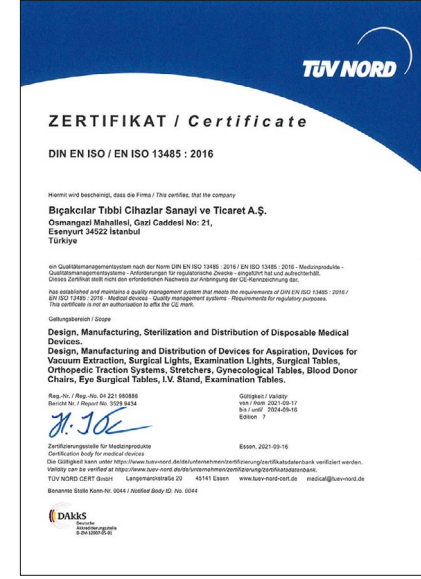 TÜV NORD
ZERTIFIKAT / Certificate
DIN EN ISO / EN ISO 13485 : 2016
Hiermit wird bescheinigt, dass die Firma / This certifies, that the company
Bıçakcılar Tıbbi Cihazlar Sanayi ve Ticaret A.Ş.
Osmangazi Mahallesi, Gazi Caddesi No: 21,
Esenyurt 34522 İstanbul
Türkiye
ein Qualitätsmanagementsystem nach der Norm DIN EN ISO 13485 : 2016 / EN ISO 13485 : 2016 - Medizinprodukte -
Qualitätsmanagementsysteme - Anforderungen für regulatorische Zwecke - eingeführt hat und aufrechterhält.
Dieses Zertifikat stellt nicht den erforderlichen Nachweis zur Anbringung der CE-Kennzeichnung dar.
has established and maintains a quality management system that meets the requirements of DIN EN ISO 13485 : 2016 /
EN ISO 13485 : 2016 - Medical devices - Quality management systems - Requirements for regulatory purposes.
This certificate is not an authorisation to affix the CE mark.
Geltungsbereich / Scope
Design, Manufacturing, Sterilization and Distribution of Disposable Medical
Devices.
Design, Manufacturing and Distribution of Devices for Aspiration, Devices for
Vacuum Extraction, Surgical Lights, Examination Lights, Surgical Tables,
Orthopedic Traction Systems, Stretchers, Gynecological Tables, Blood Donor
Chairs, Eye Surgical Tables, I.V. Stand, Examination Tables.
Reg.-Nr. / Reg.-No. 04 221 980898
Bericht Nr. / Report No. 3529 9434
Gültigkeit / Validity
von / from 2021-09-17
bis / until 2024-09-16
Edition 7
Zertifizierungsstelle für Medizinprodukte
Certification body for medical devices
Essen, 2021-09-16
Die Gültigkeit kann unter https://www.tuev-nord.de/de/unternehmen/zertifizierung/zertifikatsdatenbank verifiziert werden.
Validity can be verified at https://www.tuev-nord.de/de/unternehmen/zertifizierung/zertifikatsdatenbank.
TÜV NORD CERT GmbH Langemarckstraße 20 45141 Essen www.tuev-nord-cert.de medical@tuev-nord.de
Benannte Stelle Kenn-Nr. 0044 / Notified Body ID. No. 0044
DAkkS
Deutsche
Akkreditierungsstelle
D-ZM-12007-05-01